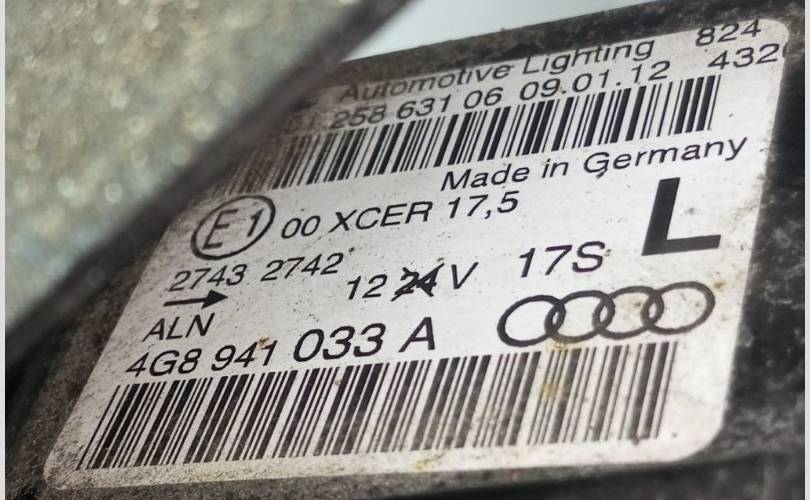 Automotive Lighting 824
258 631 06 09.01.12 432
Made in Germany
E1 00 XCER 17,5
L
2743 2742
12 24 V 17S
ALN
4G8 941 033 A